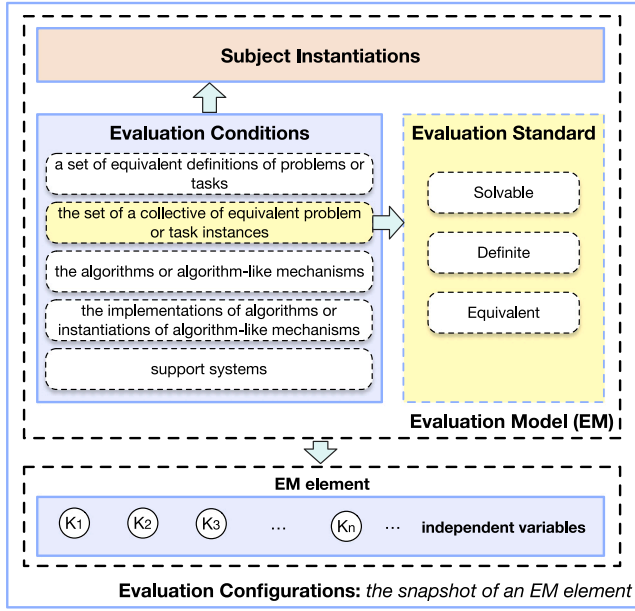 Subject Instantiations
Evaluation Conditions
a set of equivalent definitions of problems or
tasks
the set of a collective of equivalent problem
or task instances
the algorithms or algorithm-like mechanisms
the implementations of algorithms or
instantiations of algorithm-like mechanisms
support systems
Evaluation Standard
Solvable
Definite
Equivalent
Evaluation Model (EM)
EM element
K1 K2 K3 ... Kn ... independent variables
Evaluation Configurations: the snapshot of an EM element